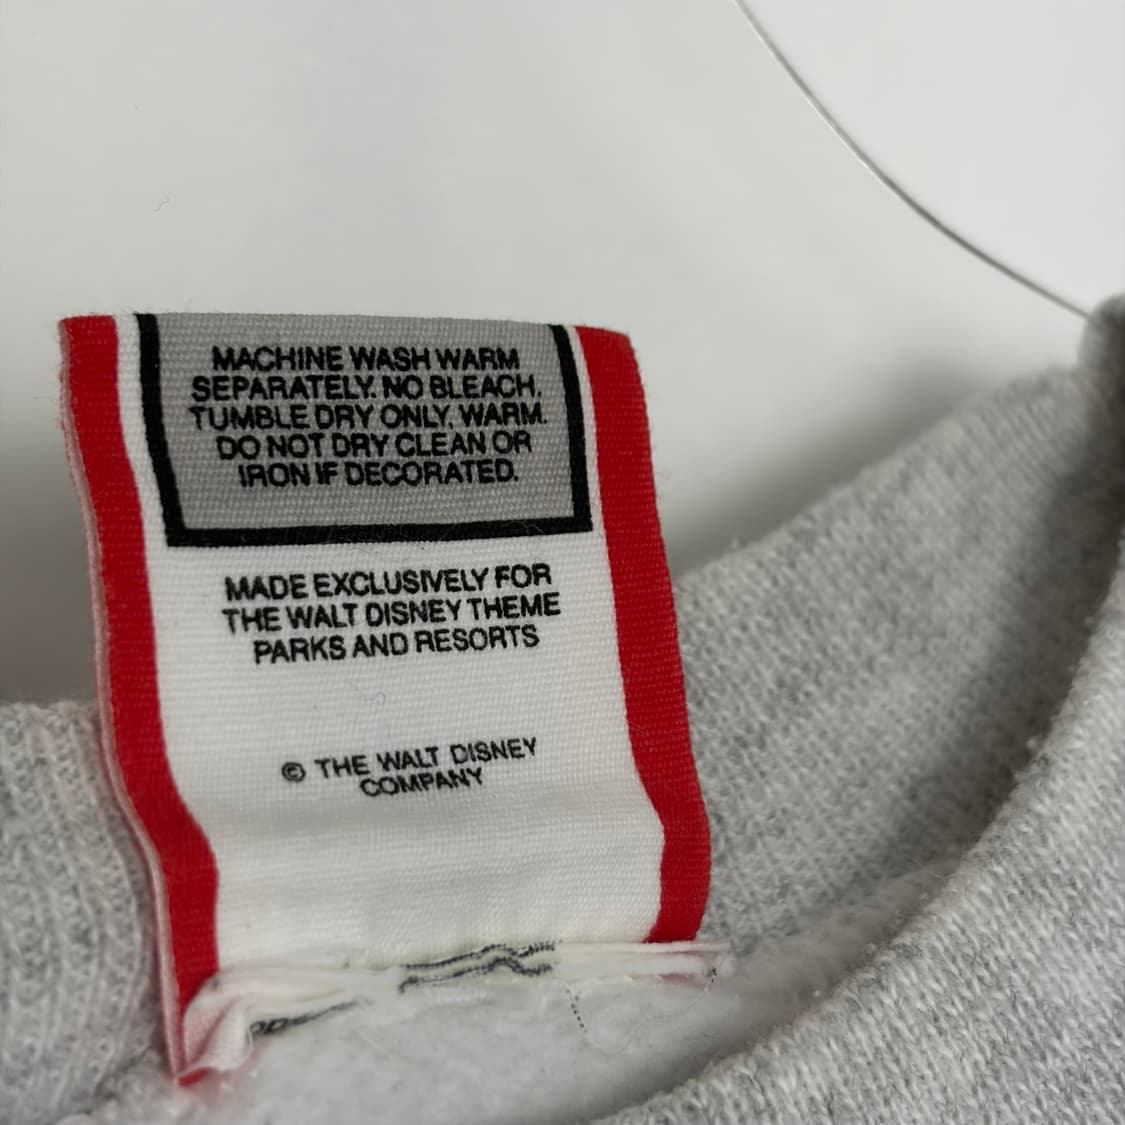 MACHINE WASH WARM
SEPARATELY. NO BLEACH.
TUMBLE DRY ONLY, WARM.
DO NOT DRY CLEAN OR
IRON IF DECORATED.
MADE EXCLUSIVELY FOR
THE WALT DISNEY THEME
PARKS AND RESORTS
© THE WALT DISNEY
COMPANY